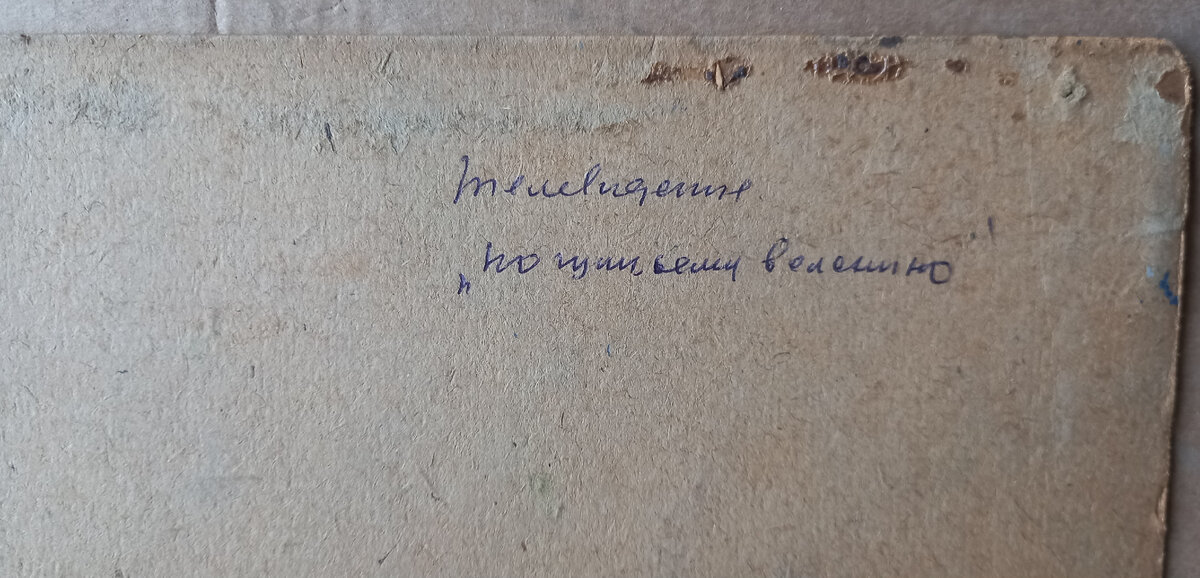 телевидение
„по щучьему велению"